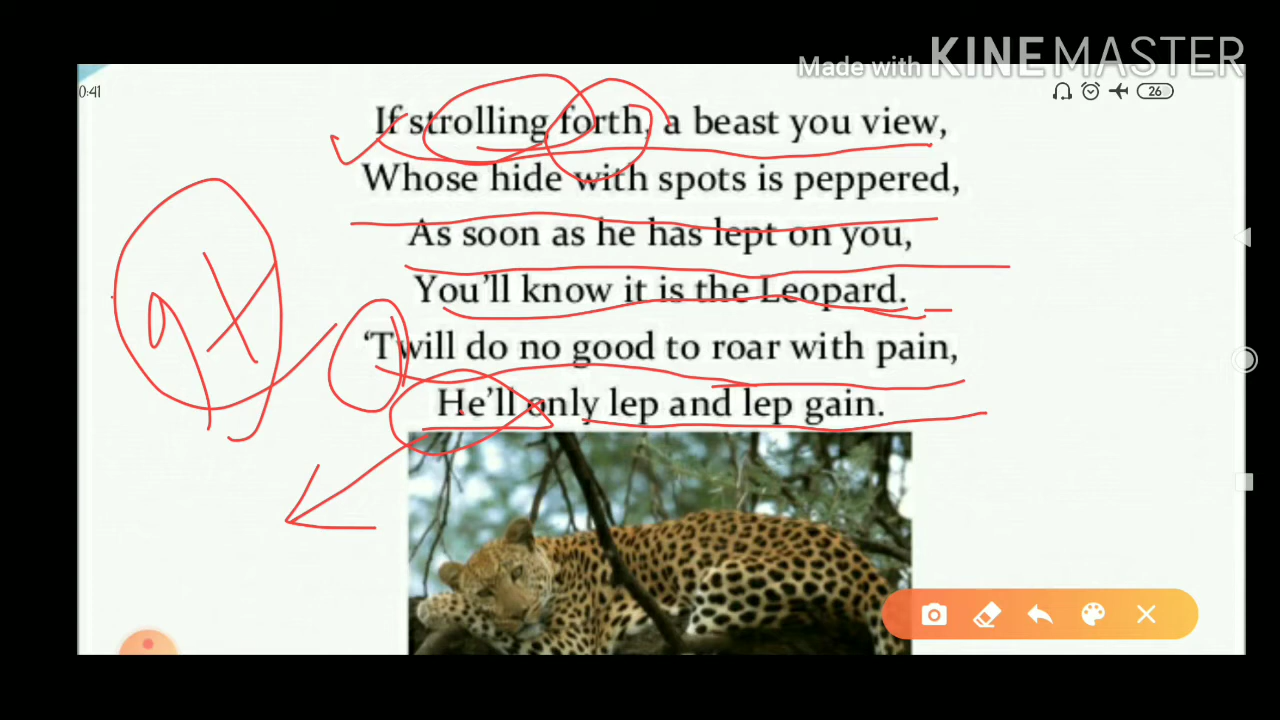 Made with KINEMASTER
0:41
26
If strolling forth, a beast you view,
Whose hide with spots is peppered,
As soon as he has lept on you,
You'll know it is the Leopard.
'Twill do no good to roar with pain,
He'll only lep and lep gain.